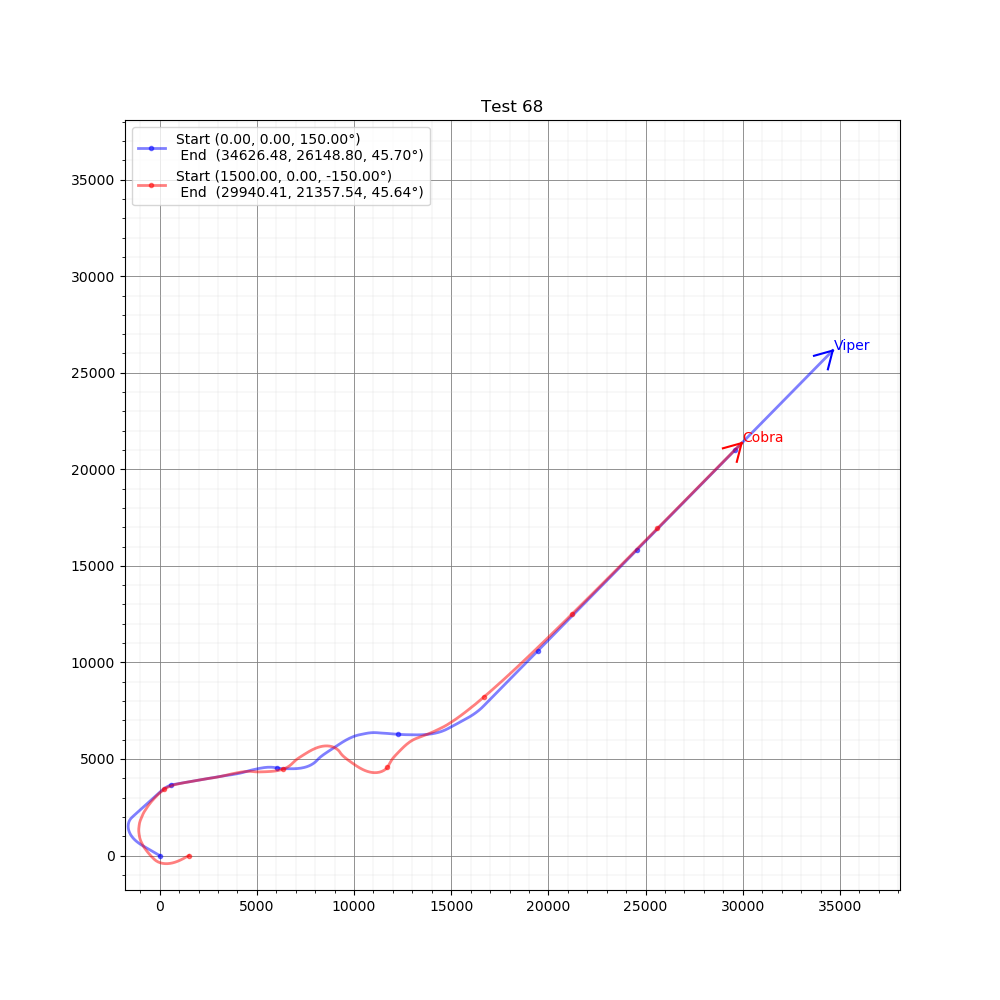 Test 68
Start (0.00, 0.00, 150.00°)
End (34626.48, 26148.80, 45.70°)
Start (1500.00, 0.00, -150.00°)
End (29940.41, 21357.54, 45.64°)
35000
30000
25000
20000
15000
10000
5000
0
Viper
Cobra
0 5000 10000 15000 20000 25000 30000 35000